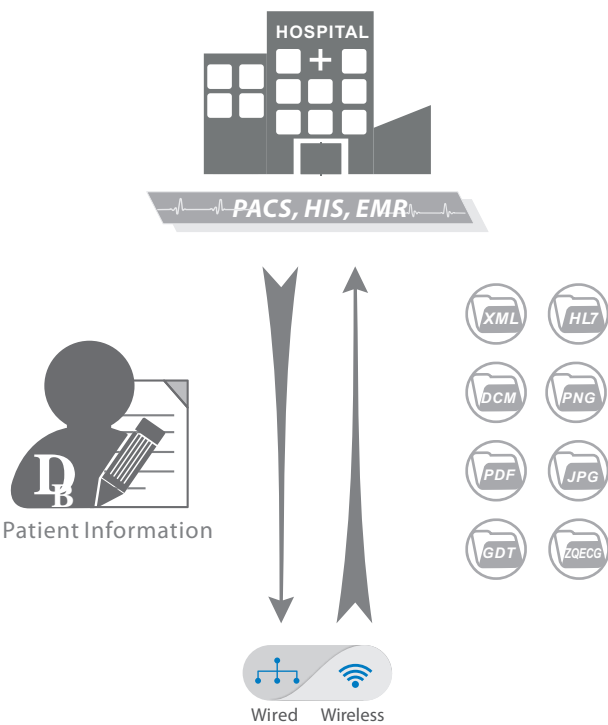 HOSPITAL
PACS, HIS, EMR
XML
HL7
DCM
PNG
PDF
JPG
GDT
ZQECG
DB
Patient Information
Wired
Wireless